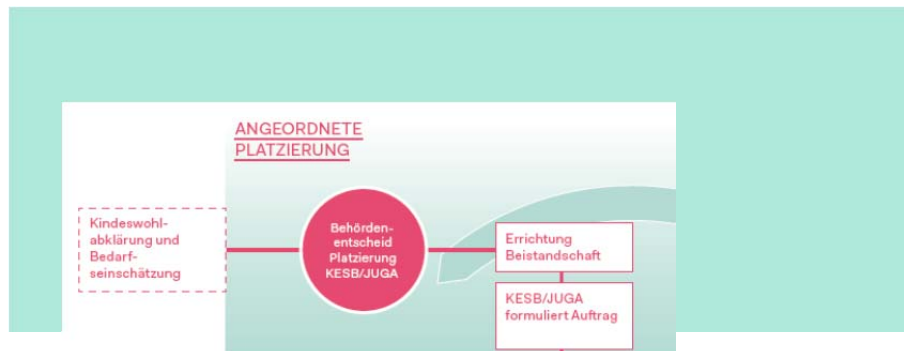 ANGEORDNETE
PLATZIERUNG
Kindeswohl-
abklärung und
Bedarf-
seinschätzung
Behörden-
entscheid
Platzierung
KESB/JUGA
Errichtung
Beistandschaft
KESB/JUGA
formuliert Auftrag